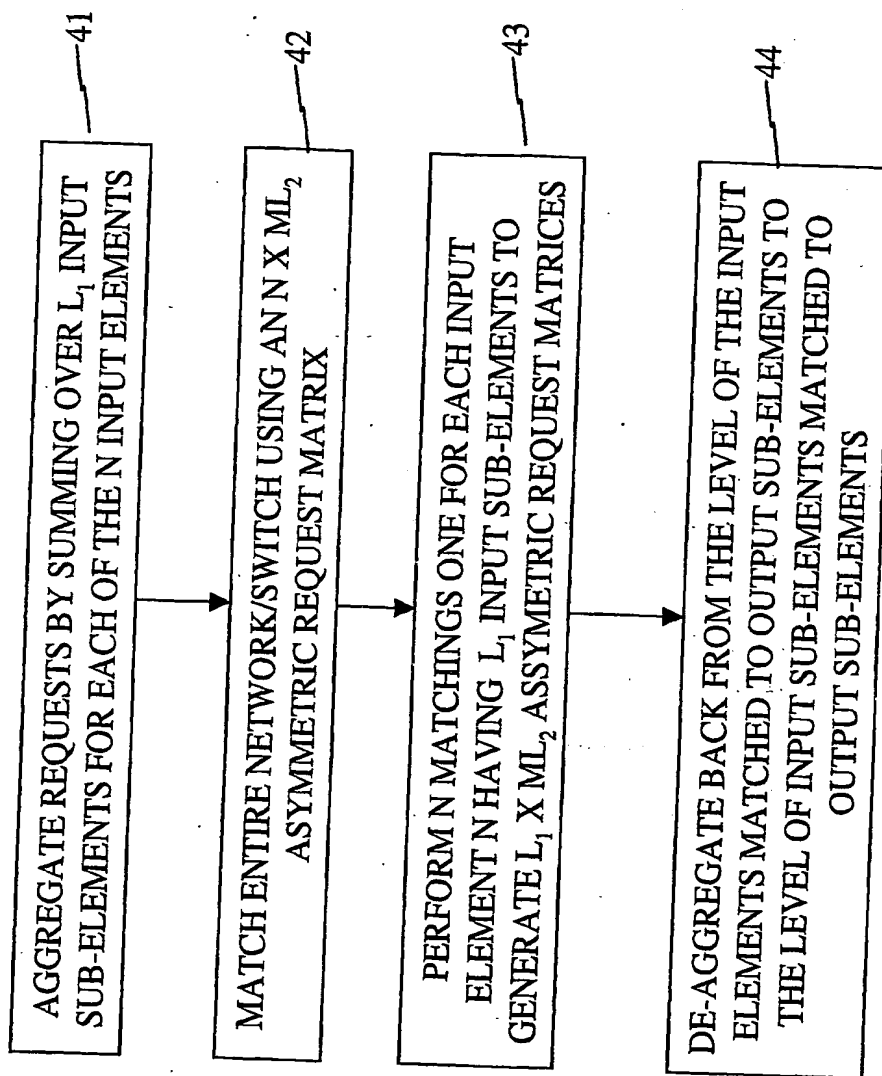 AGGREGATE REQUESTS BY SUMMING OVER L₁ INPUT
SUB-ELEMENTS FOR EACH OF THE N INPUT ELEMENTS
41
MATCH ENTIRE NETWORK/SWITCH USING AN N X ML₂
ASYMMETRIC REQUEST MATRIX
42
PERFORM N MATCHINGS ONE FOR EACH INPUT
ELEMENT N HAVING L₁ INPUT SUB-ELEMENTS TO
GENERATE L₁ X ML₂ ASSYMETRIC REQUEST MATRICES
43
DE-AGGREGATE BACK FROM THE LEVEL OF THE INPUT
ELEMENTS MATCHED TO OUTPUT SUB-ELEMENTS TO
THE LEVEL OF INPUT SUB-ELEMENTS MATCHED TO
OUTPUT SUB-ELEMENTS
44